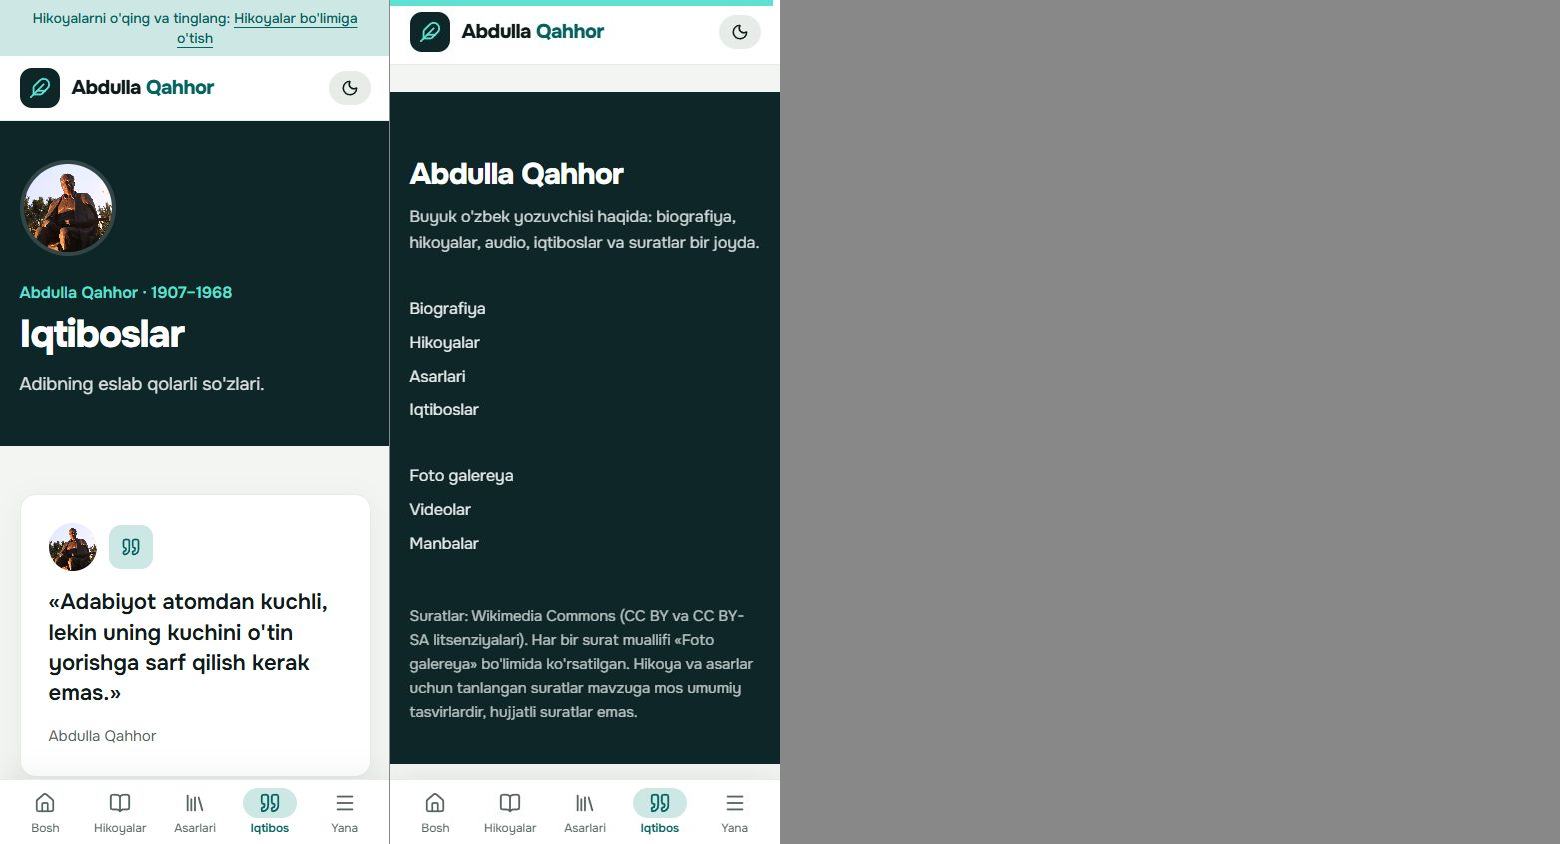 Hikoyalarni o'qing va tinglang: Hikoyalar bo'limiga
o'tish
Abdulla Qahhor
Abdulla Qahhor · 1907–1968
Iqtiboslar
Adibning eslab qolarli so'zlari.
«Adabiyot atomdan kuchli,
lekin uning kuchini o'tin
yorishga sarf qilish kerak
emas.»
Abdulla Qahhor
Bosh
Hikoyalar
Asarlari
Iqtibos
Yana
Abdulla Qahhor
Abdulla Qahhor
Buyuk o'zbek yozuvchisi haqida: biografiya,
hikoyalar, audio, iqtiboslar va suratlar bir joyda.
Biografiya
Hikoyalar
Asarlari
Iqtiboslar
Foto galereya
Videolar
Manbalar
Suratlar: Wikimedia Commons (CC BY va CC BY-
SA litsenziyalari). Har bir surat muallifi «Foto
galereya» bo'limida ko'rsatilgan. Hikoya va asarlar
uchun tanlangan suratlar mavzuga mos umumiy
tasvirlardir, hujjatli suratlar emas.
Bosh
Hikoyalar
Asarlari
Iqtibos
Yana